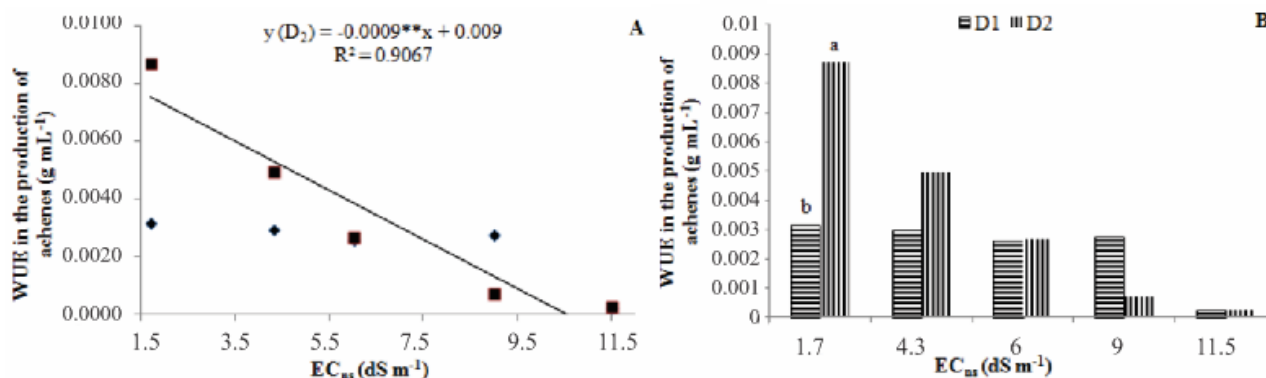 y (D2) = -0.0009**x + 0.009
R² = 0.9067
A
WUE in the production of
achenes (g mL⁻¹)
0.0100
0.0080
0.0060
0.0040
0.0020
0.0000
1.5 3.5 5.5 7.5 9.5 11.5
ECns (dS m⁻¹)
D1 D2
B
WUE in the production of
achenes (g mL⁻¹)
0.01
0.009
0.008
0.007
0.006
0.005
0.004
0.003
0.002
0.001
0
a
b
1.7 4.3 6 9 11.5
ECns (dS m⁻¹)